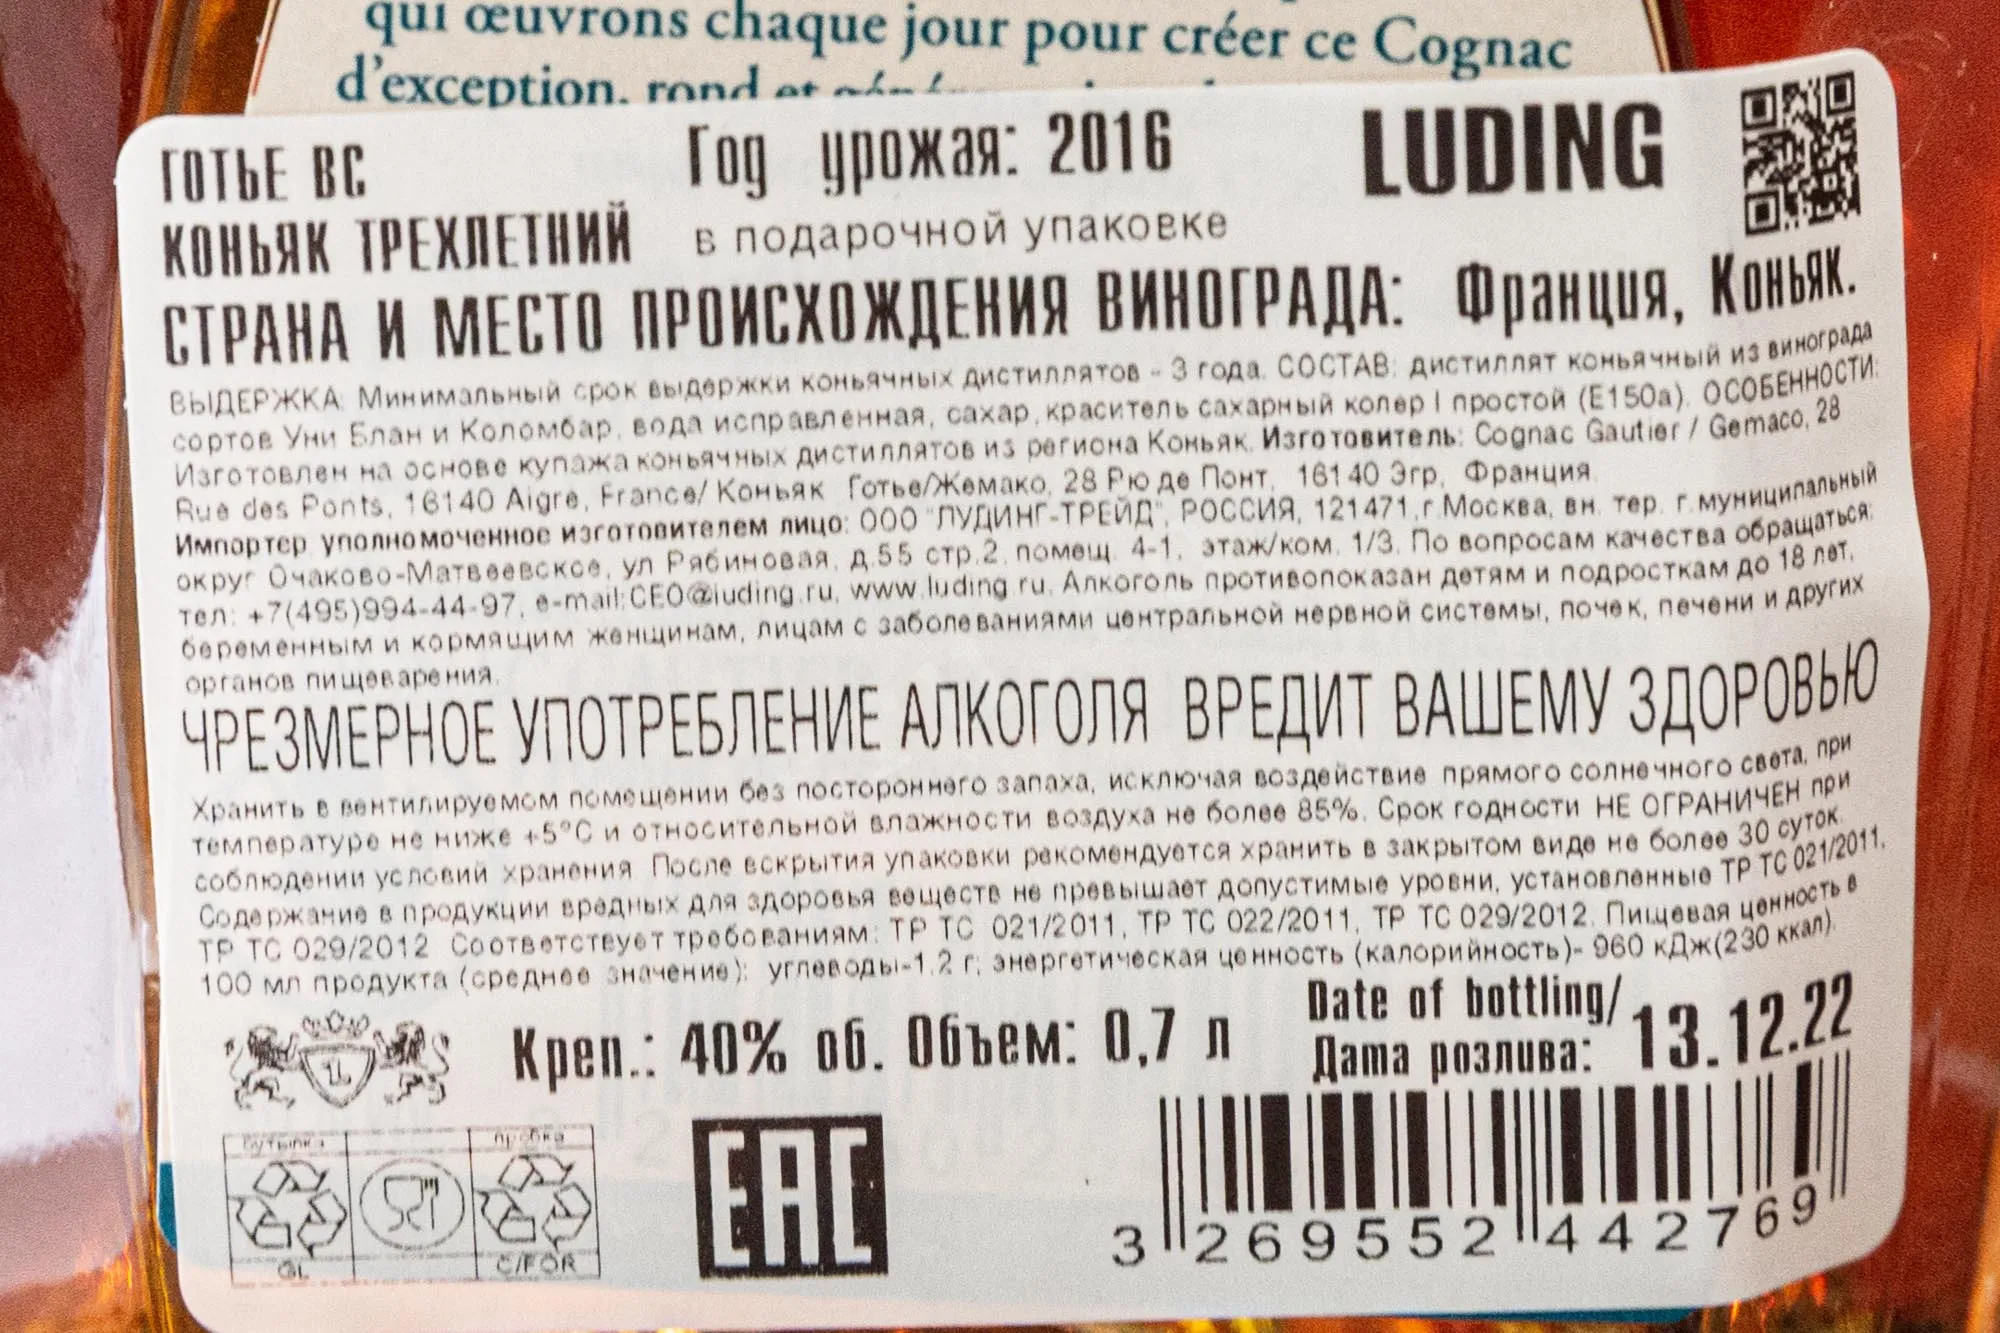 qui œuvrons chaque jour pour créer ce Cognac
d'exception, rond et
ГОТЬЕ ВС
Год урожая: 2016
LUDING
КОНЬЯК ТРЕХЛЕТНИЙ
в подарочной упаковке
СТРАНА И МЕСТО ПРОИСХОЖДЕНИЯ ВИНОГРАДА: Франция, Коньяк.
ВЫДЕРЖКА: Минимальный срок выдержки коньячных дистиллятов - 3 года. СОСТАВ: дистиллят коньячный из винограда
сортов Уни Блан и Коломбар, вода исправленная, сахар, краситель сахарный колер I простой (Е150а). ОСОБЕННОСТИ:
Изготовлен на основе купажа коньячных дистиллятов из региона Коньяк. Изготовитель: Cognac Gautier / Gemaco, 28
Rue des Ponts, 16140 Aigre, France/ Коньяк Готье/Жемако, 28 Рю де Понт, 16140 Эгр, Франция.
Импортер уполномоченное изготовителем лицо: ООО "ЛУДИНГ-ТРЕЙД", РОССИЯ, 121471,г.Москва, вн. тер. г.муниципальный
округ Очаково-Матвеевское, ул Рябиновая, д.55 стр.2, помещ. 4-1, этаж/ком. 1/3. По вопросам качества обращаться:
тел: +7(495)994-44-97, e-mail:CEO@luding.ru, www.luding.ru. Алкоголь противопоказан детям и подросткам до 18 лет,
беременным и кормящим женщинам, лицам с заболеваниями центральной нервной системы, почек, печени и других
органов пищеварения.
ЧРЕЗМЕРНОЕ УПОТРЕБЛЕНИЕ АЛКОГОЛЯ ВРЕДИТ ВАШЕМУ ЗДОРОВЬЮ
Хранить в вентилируемом помещении без постороннего запаха, исключая воздействие прямого солнечного света, при
температуре не ниже +5°С и относительной влажности воздуха не более 85%. Срок годности НЕ ОГРАНИЧЕН при
соблюдении условий хранения. После вскрытия упаковки рекомендуется хранить в закрытом виде не более 30 суток.
Содержание в продукции вредных для здоровья веществ не превышает допустимые уровни, установленные ТР ТС 021/2011,
ТР ТС 029/2012. Соответствует требованиям: ТР ТС 021/2011, ТР ТС 022/2011, ТР ТС 029/2012. Пищевая ценность в
100 мл продукта (среднее значение): углеводы-1,2 г; энергетическая ценность (калорийность)- 960 кДж(230 ккал).
Креп.: 40% об. Объем: 0,7 л
Date of bottling/
Дата розлива: 13.12.22
бутылка
пробка
GL
C/FOR
EAC
3 269552 442769